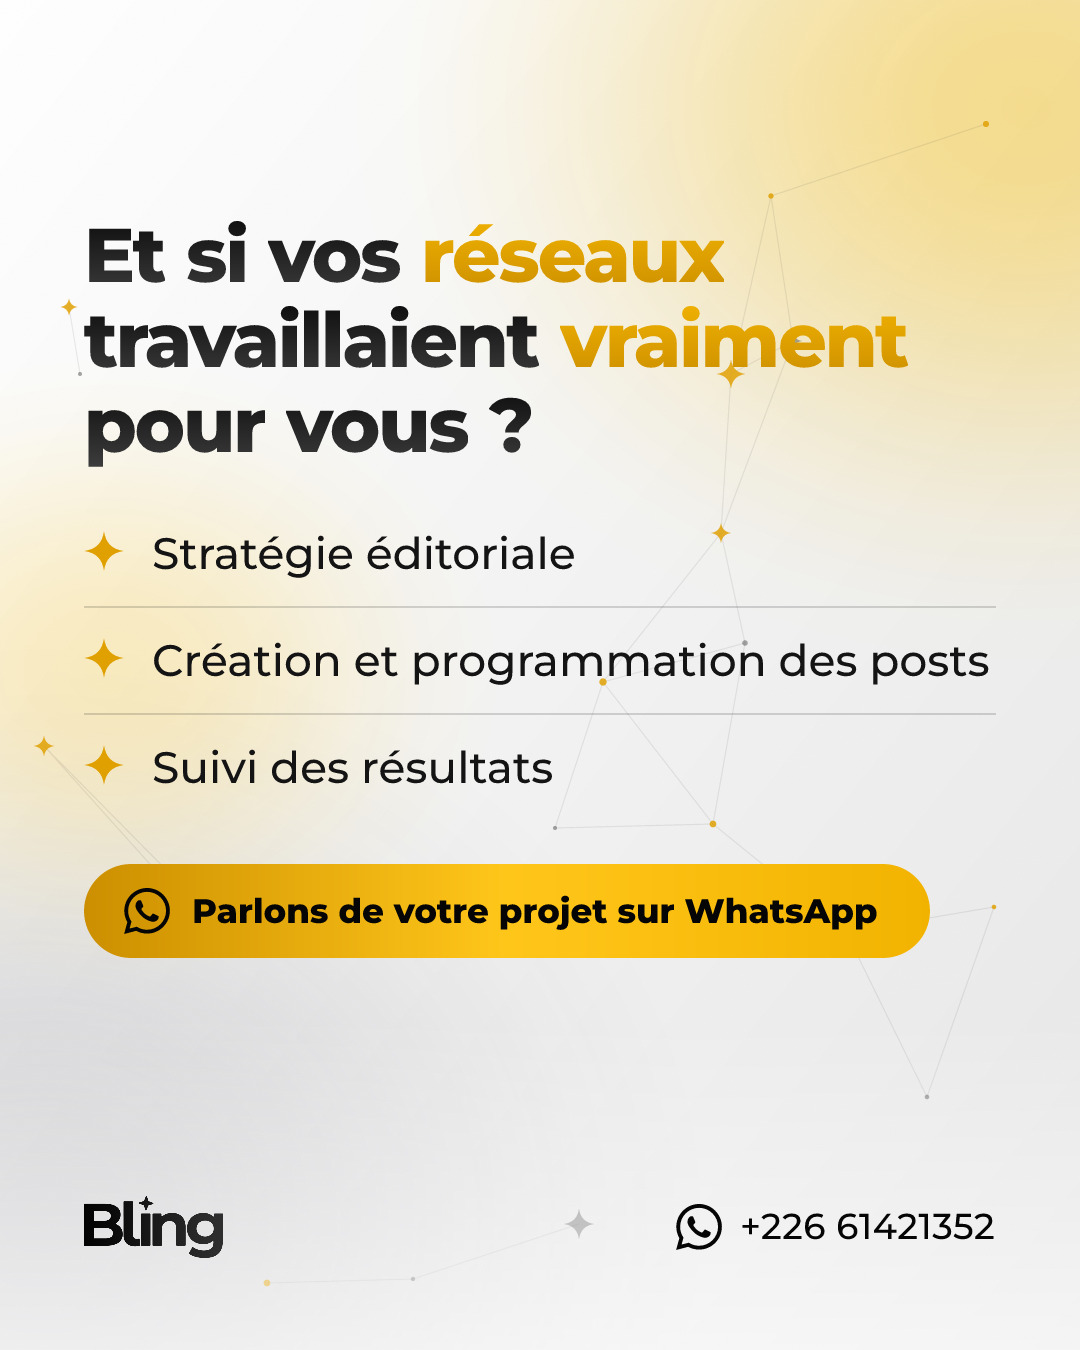 Et si vos réseaux
travaillaient vraiment
pour vous ?
Stratégie éditoriale
Création et programmation des posts
Suivi des résultats
Parlons de votre projet sur WhatsApp
Bling
+226 61421352